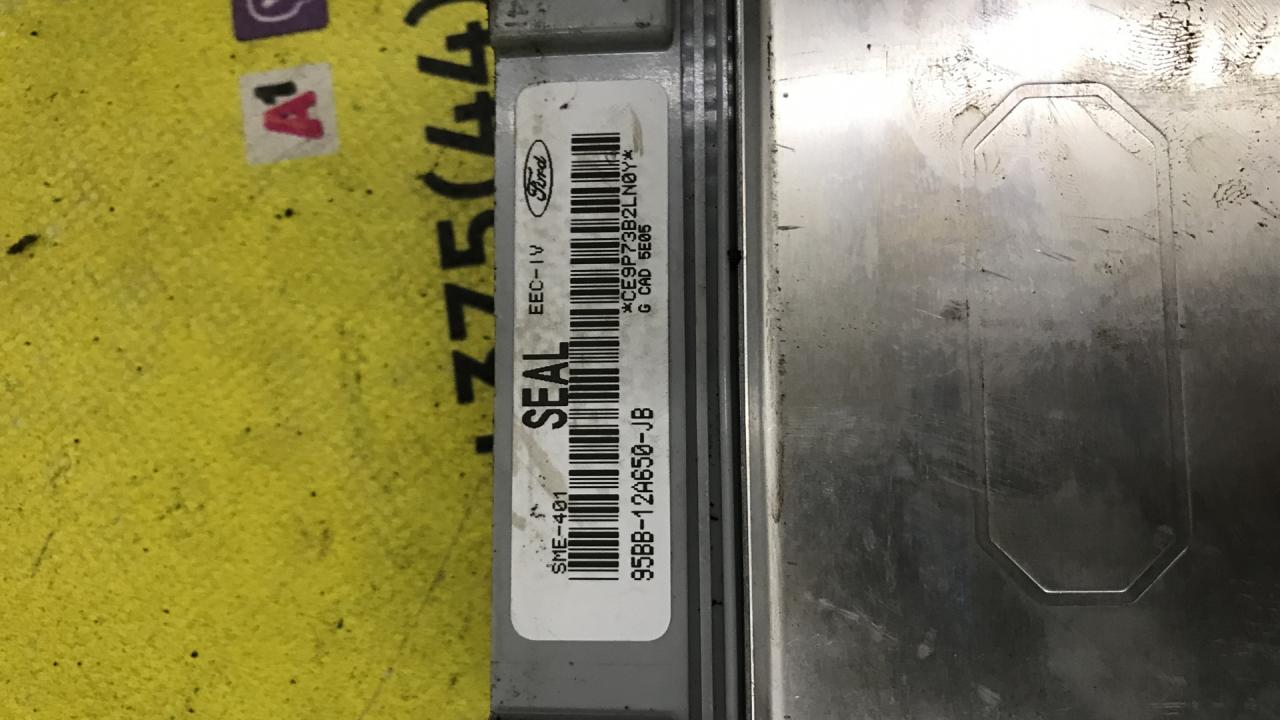 A1
375(44)
Ford
EEC-IV
SEAL
SME-401
*CE9P73B2LN0Y*
G CAD 5E05
95BB-12A650-JB